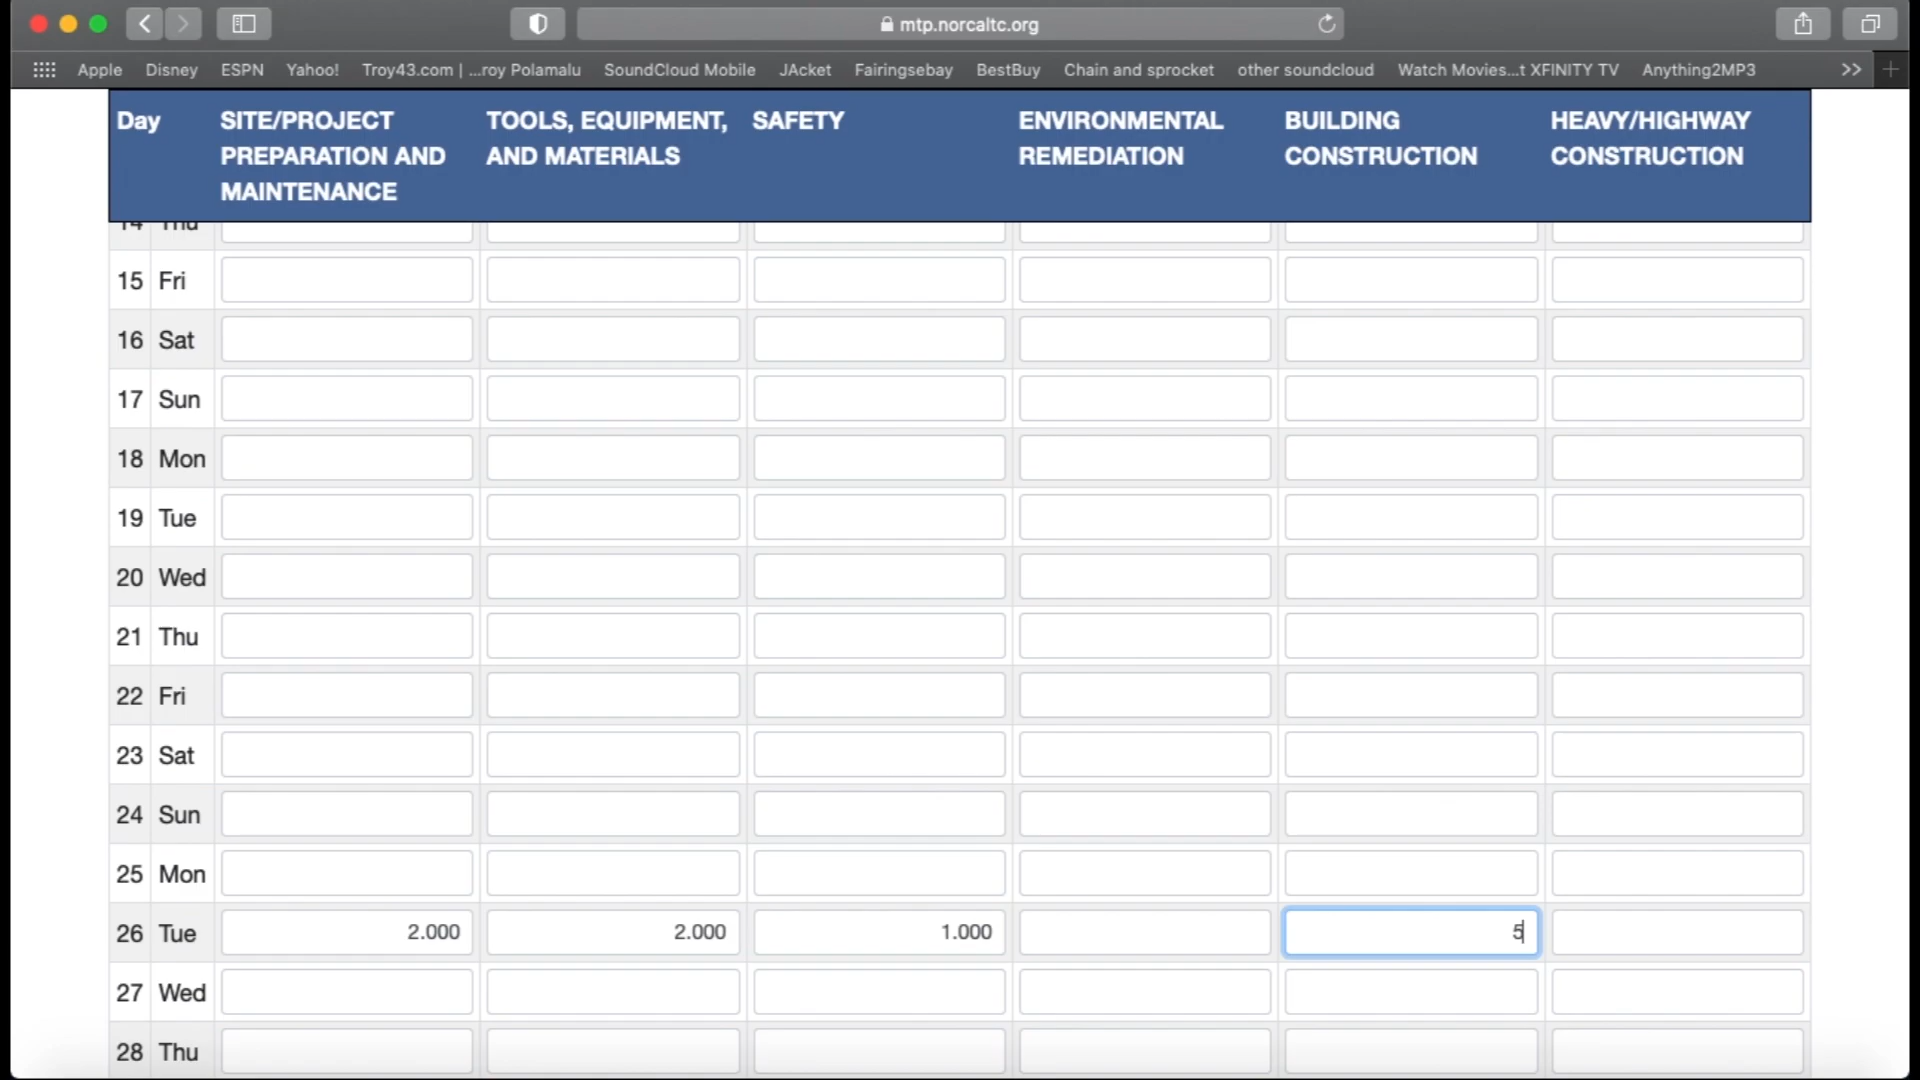 mtp.norcaltc.org
Apple Disney ESPN Yahoo! Troy43.com | ...roy Polamalu SoundCloud Mobile JAcket Fairingsebay BestBuy Chain and sprocket other soundcloud Watch Movies...t XFINITY TV Anything2MP3 >>
Day SITE/PROJECT TOOLS, EQUIPMENT, SAFETY ENVIRONMENTAL BUILDING HEAVY/HIGHWAY
PREPARATION AND AND MATERIALS REMEDIATION CONSTRUCTION CONSTRUCTION
MAINTENANCE
14 Thu
15 Fri
16 Sat
17 Sun
18 Mon
19 Tue
20 Wed
21 Thu
22 Fri
23 Sat
24 Sun
25 Mon
26 Tue 2.000 2.000 1.000 5
27 Wed
28 Thu